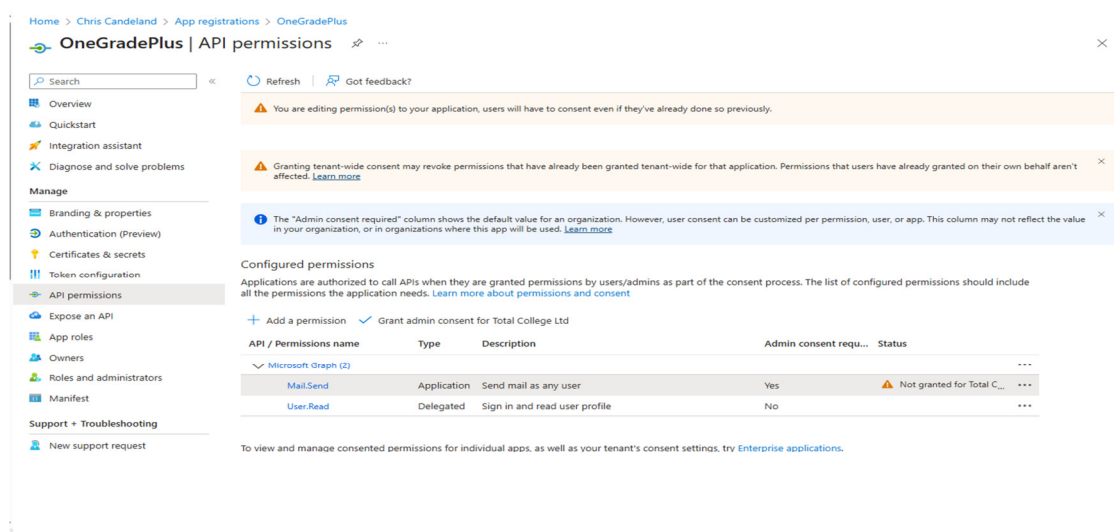 Home > Chris Candeland > App registrations > OneGradePlus
OneGradePlus | API permissions
Search
Overview
Quickstart
Integration assistant
Diagnose and solve problems
Manage
Branding & properties
Authentication (Preview)
Certificates & secrets
Token configuration
API permissions
Expose an API
App roles
Owners
Roles and administrators
Manifest
Support + Troubleshooting
New support request
Refresh
Got feedback?
You are editing permission(s) to your application, users will have to consent even if they've already done so previously.
Granting tenant-wide consent may revoke permissions that have already been granted tenant-wide for that application. Permissions that users have already granted on their own behalf aren't
affected. Learn more
The "Admin consent required" column shows the default value for an organization. However, user consent can be customized per permission, user, or app. This column may not reflect the value
in your organization, or in organizations where this app will be used. Learn more
Configured permissions
Applications are authorized to call APIs when they are granted permissions by users/admins as part of the consent process. The list of configured permissions should include
all the permissions the application needs. Learn more about permissions and consent
Add a permission Grant admin consent for Total College Ltd
API / Permissions name Type Description Admin consent requ... Status
Microsoft Graph (2)
Mail.Send Application Send mail as any user Yes Not granted for Total C...
User.Read Delegated Sign in and read user profile No
To view and manage consented permissions for individual apps, as well as your tenant's consent settings, try Enterprise applications.